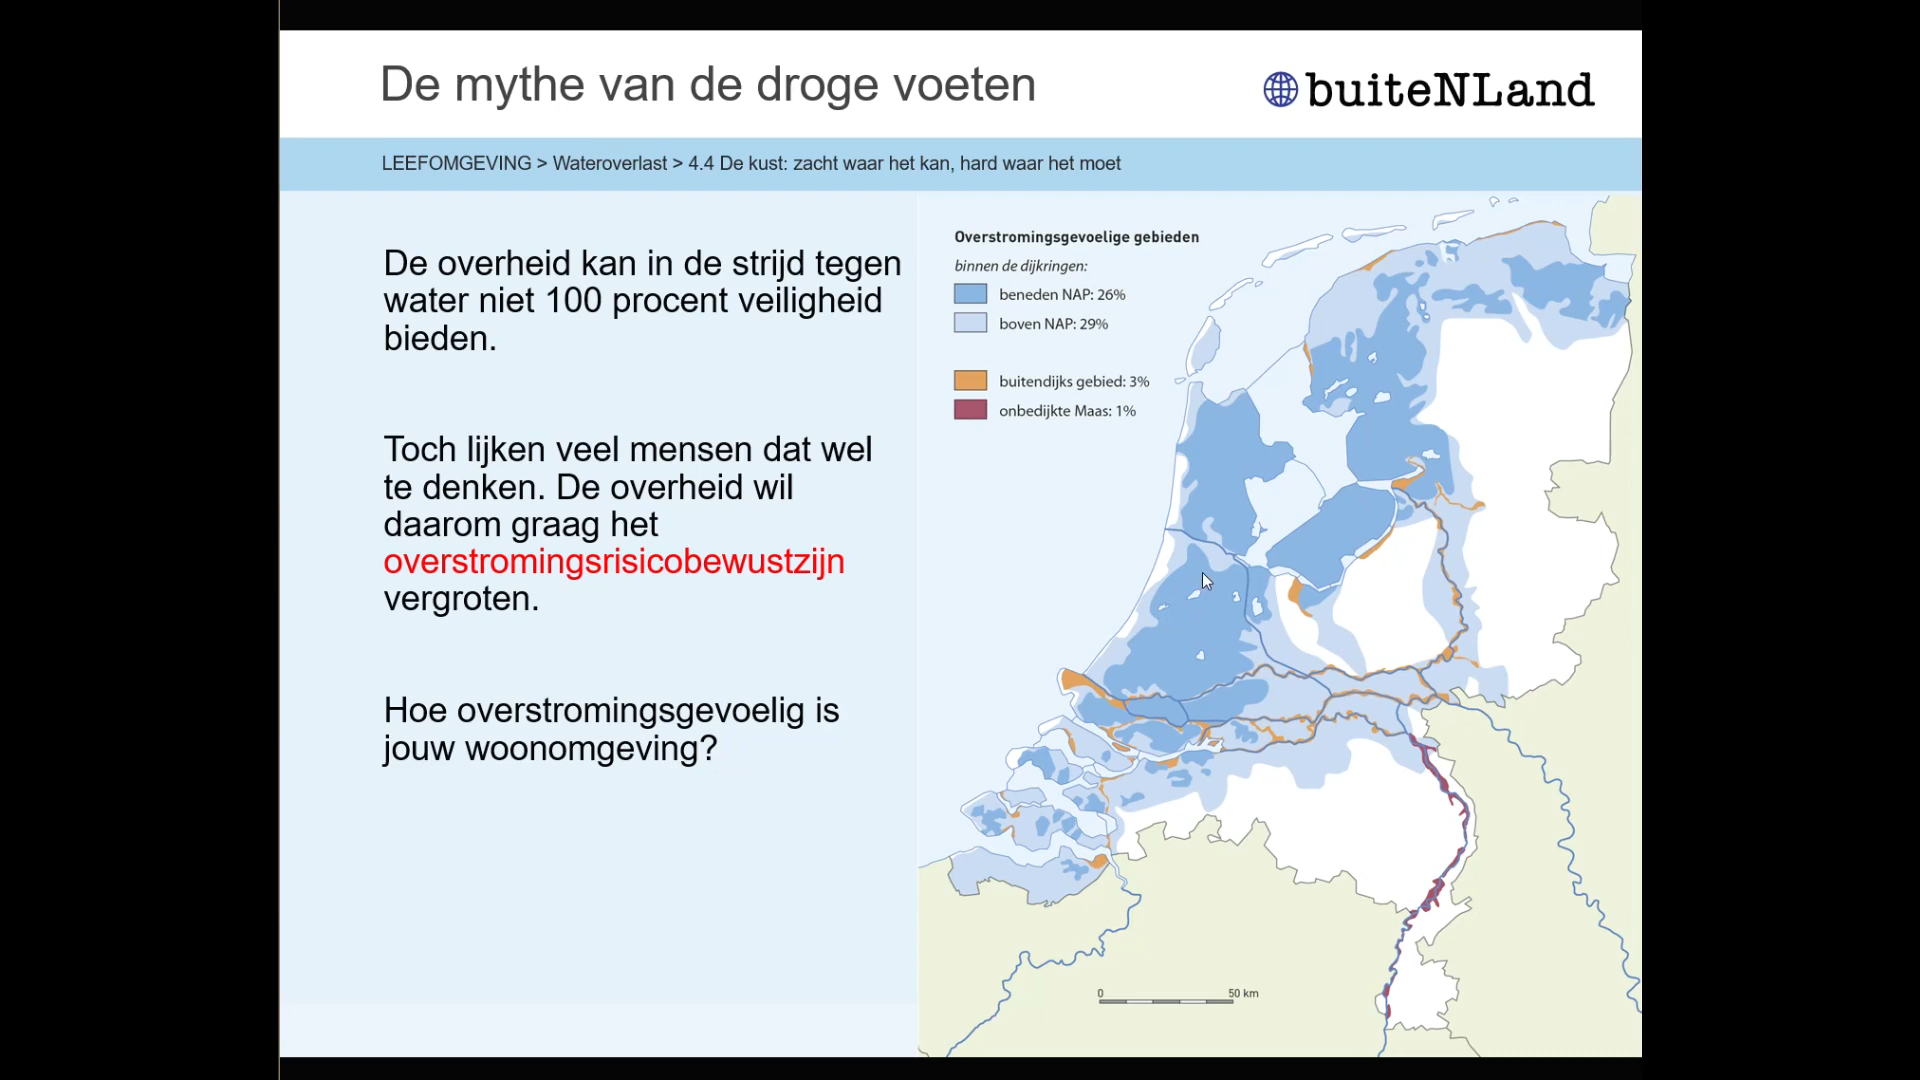 De mythe van de droge voeten
buiteNLand
LEEFOMGEVING > Wateroverlast > 4.4 De kust: zacht waar het kan, hard waar het moet
De overheid kan in de strijd tegen
water niet 100 procent veiligheid
bieden.
Toch lijken veel mensen dat wel
te denken. De overheid wil
daarom graag het
overstromingsrisicobewustzijn
vergroten.
Hoe overstromingsgevoelig is
jouw woonomgeving?
Overstromingsgevoelige gebieden
binnen de dijkringen:
beneden NAP: 26%
boven NAP: 29%
buitendijks gebied: 3%
onbedijkte Maas: 1%
0 50 km